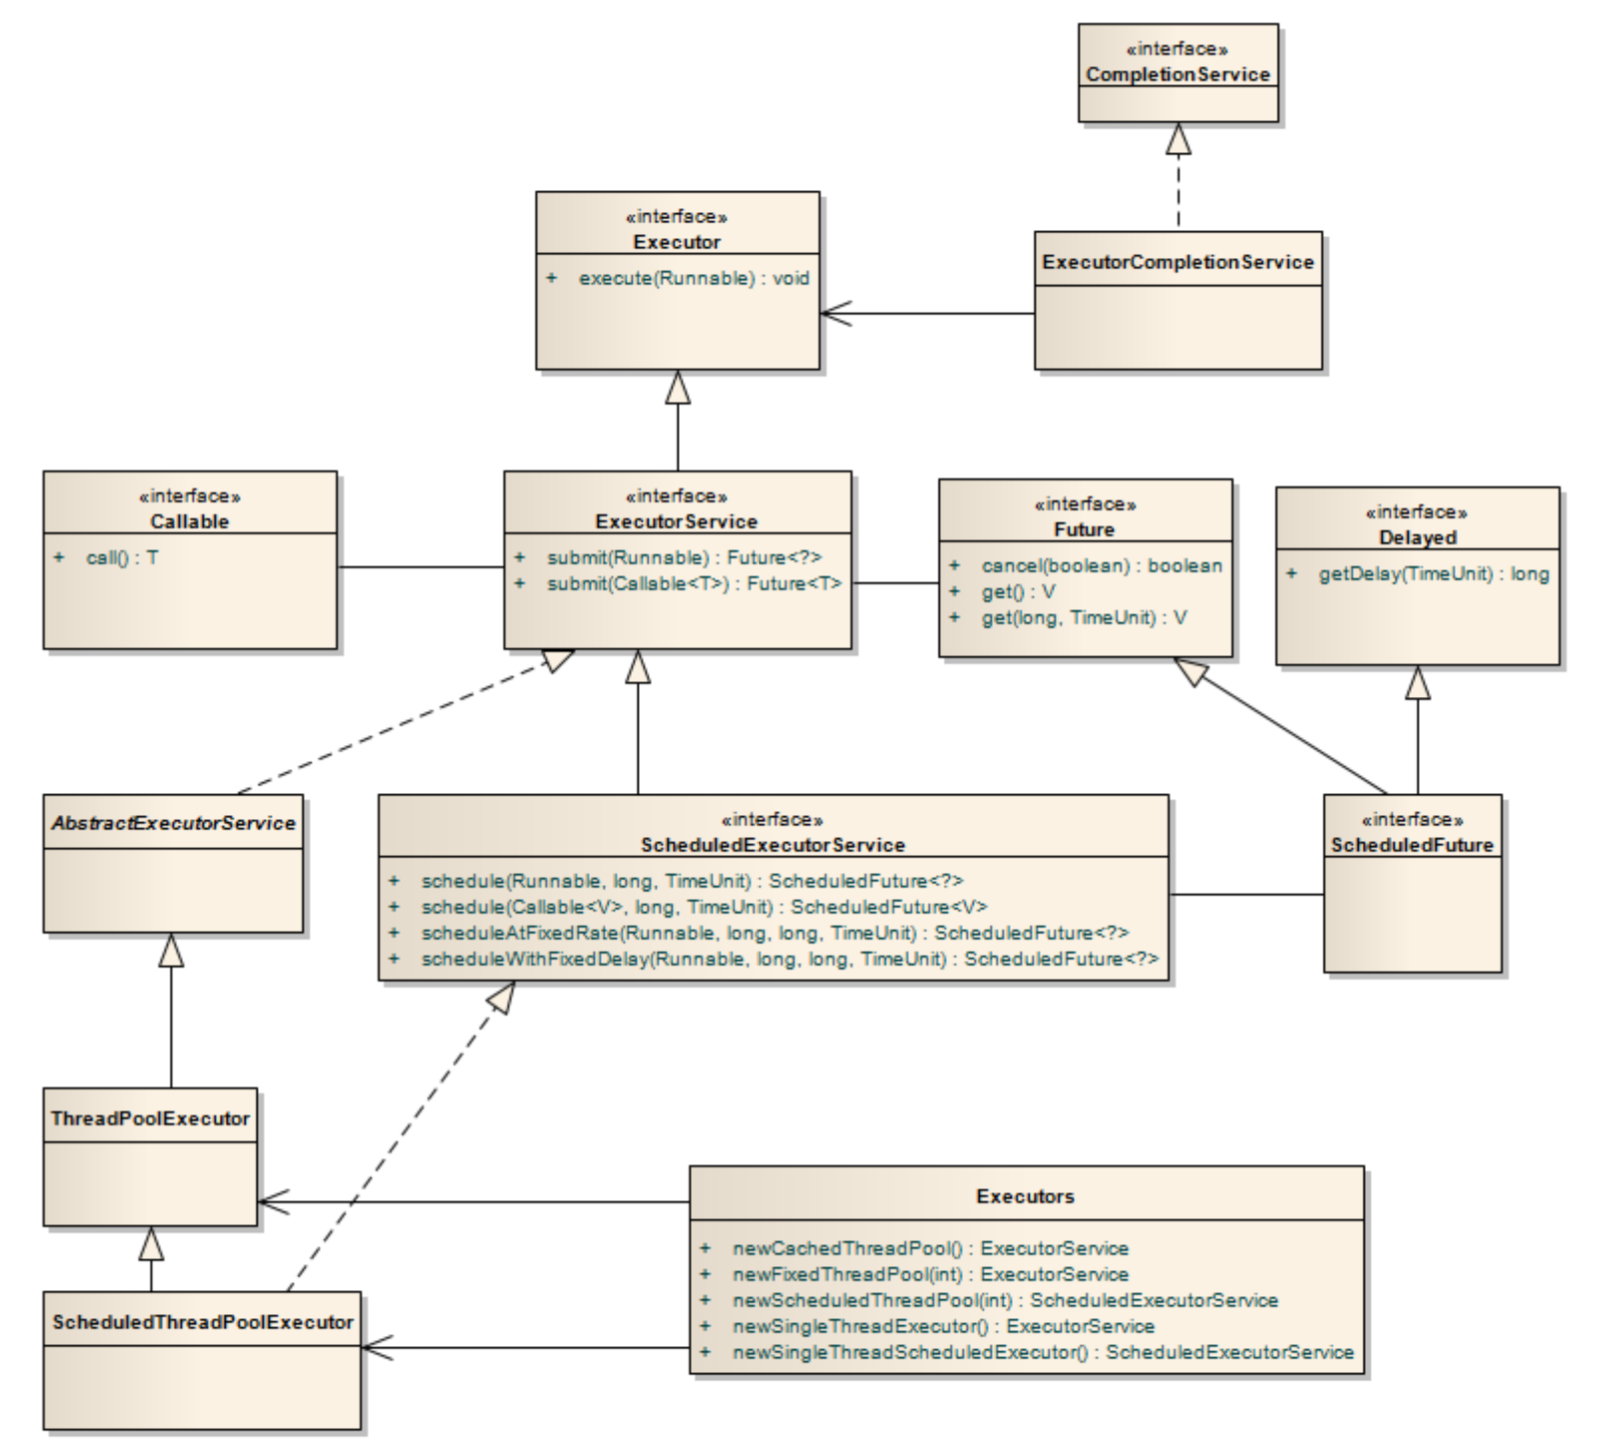 «interface»
CompletionService
«interface»
Executor
+ execute(Runnable) : void
ExecutorCompletionService
«interface»
Callable
+ call() : T
«interface»
ExecutorService
+ submit(Runnable) : Future<?>
+ submit(Callable<T>) : Future<T>
«interface»
Future
+ cancel(boolean) : boolean
+ get() : V
+ get(long, TimeUnit) : V
«interface»
Delayed
+ getDelay(TimeUnit) : long
AbstractExecutorService
«interface»
ScheduledExecutorService
+ schedule(Runnable, long, TimeUnit) : ScheduledFuture<?>
+ schedule(Callable<V>, long, TimeUnit) : ScheduledFuture<V>
+ scheduleAtFixedRate(Runnable, long, long, TimeUnit) : ScheduledFuture<?>
+ scheduleWithFixedDelay(Runnable, long, long, TimeUnit) : ScheduledFuture<?>
«interface»
ScheduledFuture
ThreadPoolExecutor
Executors
+ newCachedThreadPool() : ExecutorService
+ newFixedThreadPool(int) : ExecutorService
+ newScheduledThreadPool(int) : ScheduledExecutorService
+ newSingleThreadExecutor() : ExecutorService
+ newSingleThreadScheduledExecutor() : ScheduledExecutorService
ScheduledThreadPoolExecutor